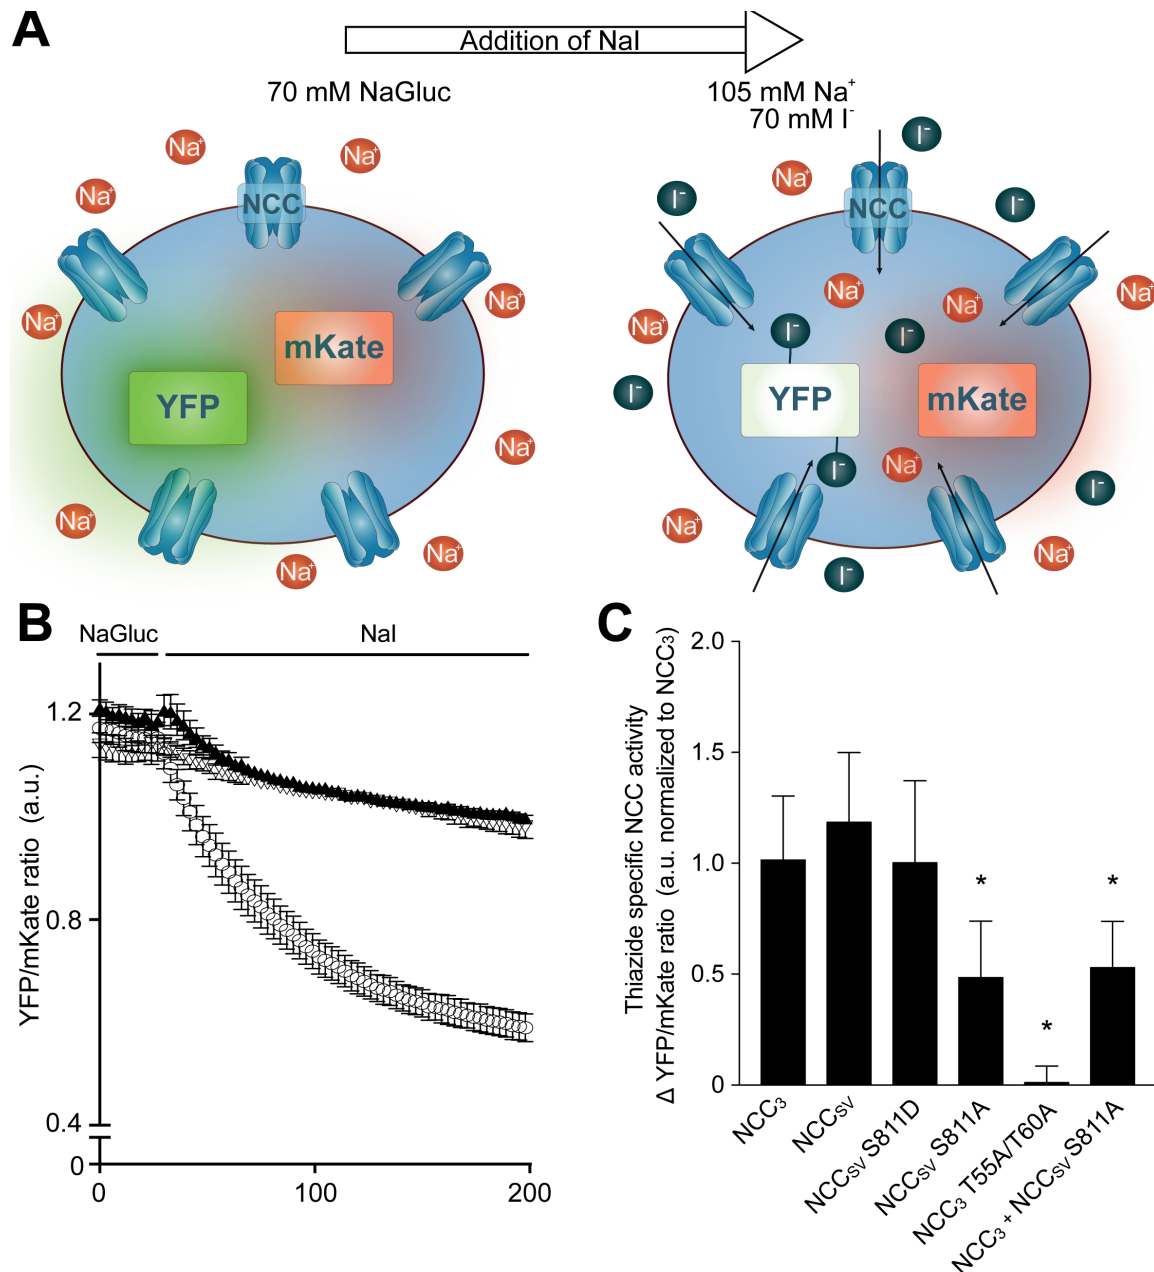 A
Addition of NaI
70 mM NaGluc
105 mM Na⁺
70 mM I⁻
Na⁺
Na⁺
Na⁺
Na⁺
Na⁺
Na⁺
Na⁺
Na⁺
Na⁺
NCC
mKate
YFP
I⁻
Na⁺
I⁻
I⁻
NCC
Na⁺
Na⁺
Na⁺
Na⁺
I⁻
I⁻
I⁻
YFP
mKate
I⁻
Na⁺
I⁻
Na⁺
Na⁺
I⁻
B
NaGluc
NaI
YFP/mKate ratio (a.u.)
1.2
0.8
0.4
0
0
100
200
C
Thiazide specific NCC activity
Δ YFP/mKate ratio (a.u. normalized to NCC₃)
2.0
1.5
1.0
0.5
0
*
*
*
NCC₃
NCCSV
NCCSV S811D
NCCSV S811A
NCC₃ T55A/T60A
NCC₃ + NCCSV S811A